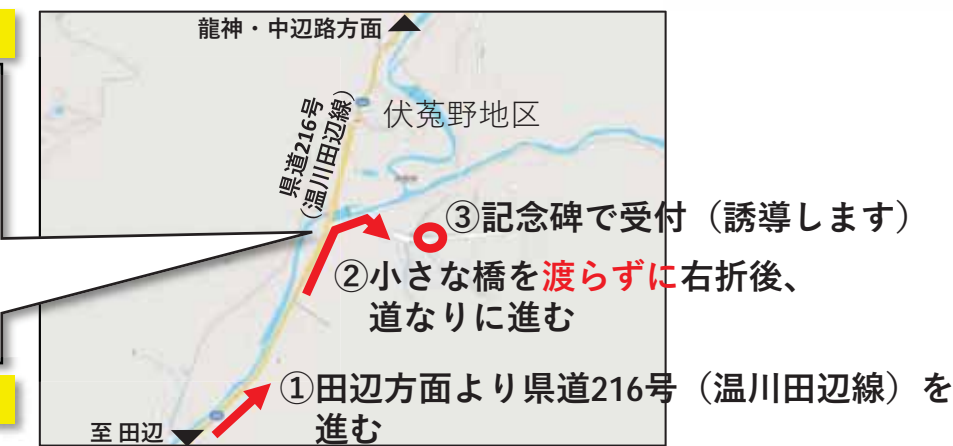 龍神・中辺路方面
伏菟野地区
県道216号
（温川田辺線）
③記念碑で受付（誘導します）
②小さな橋を渡らずに右折後、
道なりに進む
①田辺方面より県道216号（温川田辺線）を
進む
至 田辺